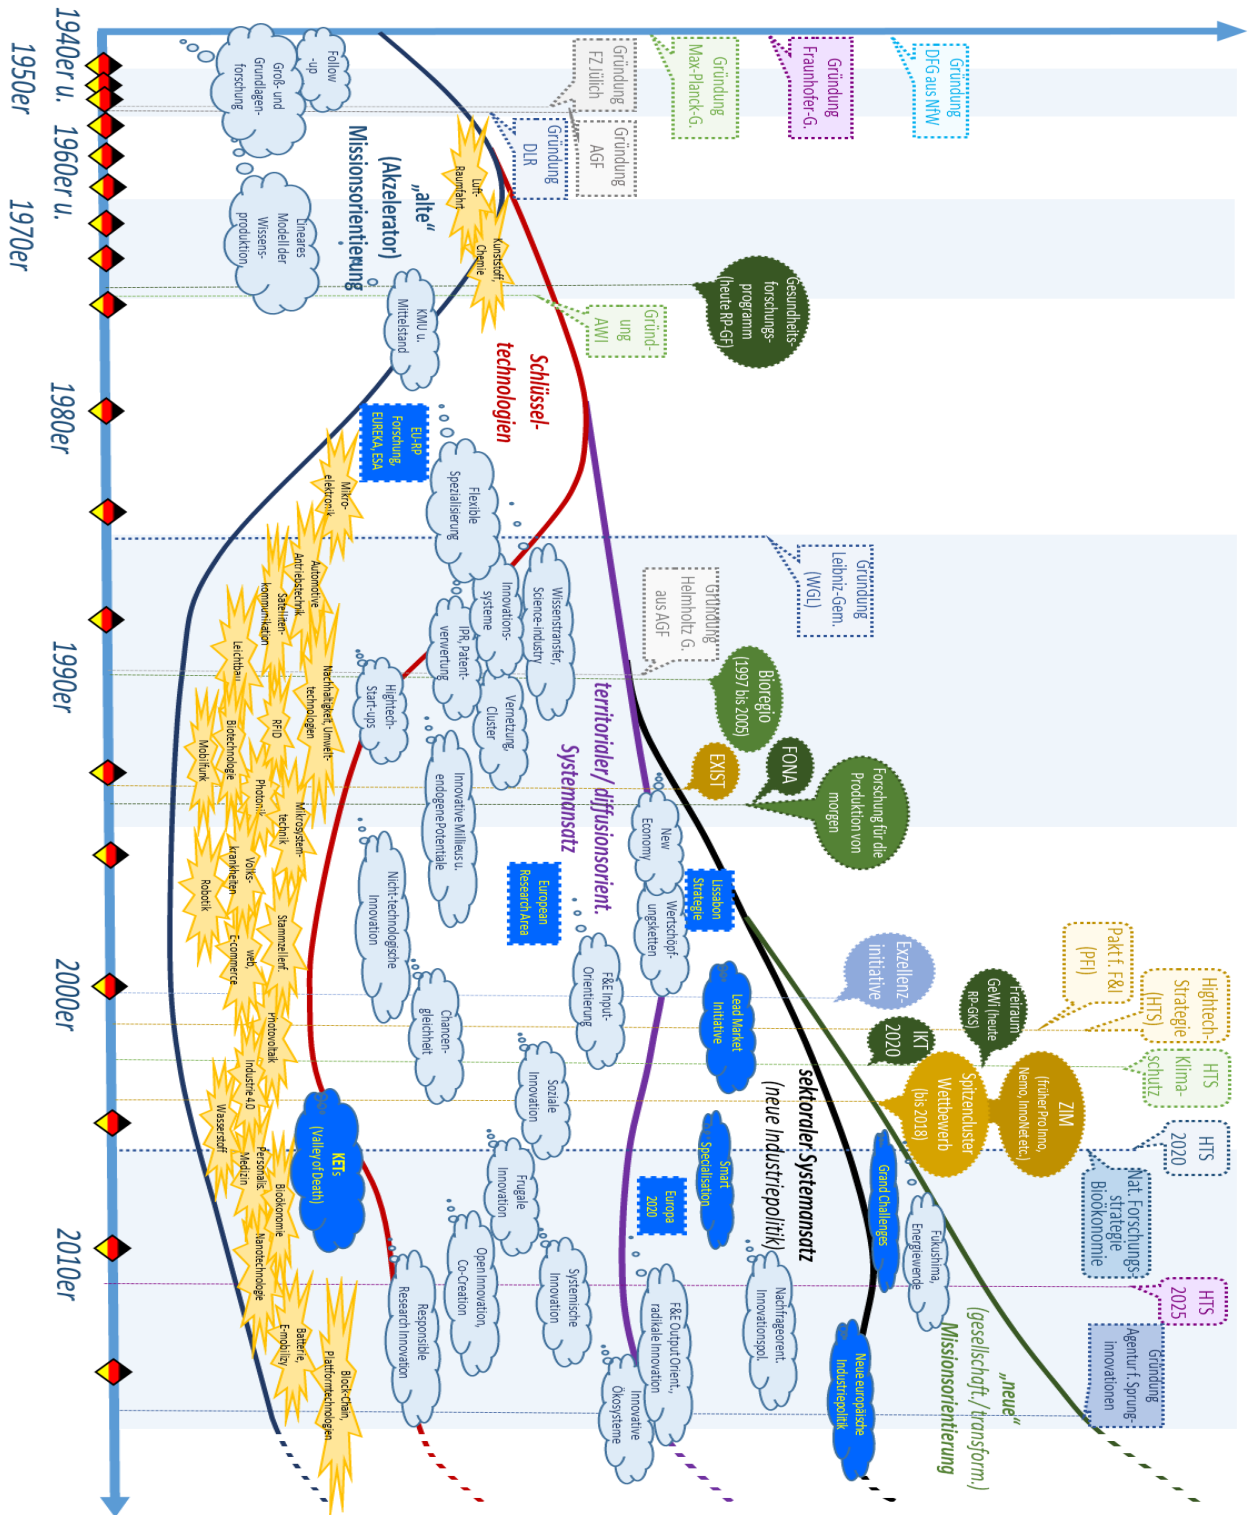 1940er u.
1950er
1960er u.
1970er
1980er
1990er
2000er
2010er
Gründung
DFG aus NfW
Gründung
Fraunhofer-G.
Gründung
Max-Planck-G.
Gründung
FZ Jülich
Gründung
AGF
Gründung
DLR
Follow
-up
Groß- und
Grundlagen-
forschung
Lineares
Modell der
Wissens-
produktion
„alte“
(Akzelerator)
Missionsorientierung
Luft-
Raumfahrt
Kunststoff,
Chemie
KMU u.
Mittelstand
Gesundheits-
forschungs-
programm
(heute RP-GF)
Gründ-
ung
AWI
Schlüssel-
technologien
EU-RP
Forschung,
EUREKA, ESA
Mikro-
elektronik
Flexible
Spezialisierung
Automotive
Antriebstechnik
Satelliten-
kommunikation
Gründung
Leibniz-Gem.
(WGL)
Gründung
Helmholtz G.
aus AGF
Wissenstransfer,
Science-industry
Innovations-
systeme
IPR, Patent-
verwertung
Vernetzung,
Cluster
Hightech-
Start-ups
Leichtbau
Nachhaltigkeit, Umwelt-
technologien
RFID
Biotechnologie
Mobilfunk
Bioregio
(1997 bis 2005)
EXIST
FONA
Forschung für die
Produktion von
morgen
territorialer/ diffusionsorient.
Systemansatz
Innovative Millieus u.
endogene Potentiale
New
Economy
Wertschöpf-
ungsketten
Lissabon
Strategie
European
Research Area
Nicht-technologische
Innovation
Photonik
Mikrosystem-
technik
Volks-
krankheiten
Robotik
Stammzellenf.
web,
E-commerce
F&E Input-
Orientierung
Chancen-
gleichheit
Lead Market
Initiative
Exzellenz-
initiative
Pakt f. F&I
(PFI)
Hightech-
Strategie
(HTS)
Freiraum
GeWi (heute
RP-GKS)
IKT
2020
HTS
Klima-
schutz
ZIM
(früher Pro Inno,
Nemo, InnoNet etc.)
Spitzencluster
Wettbewerb
(bis 2018)
sektoraler Systemansatz
(neue Industriepolitik)
Photovoltaik
Industrie 4.0
Wasserstoff
Soziale
Innovation
KETs
(Valley of Death)
Smart
Specialisation
Frugale
Innovation
Europa
2020
Grand Challenges
Fukushima,
Energiewende
HTS
2020
Nat. Forschungs-
strategie
Bioökonomie
Personalis.
Medizin
Bioökonomie
Nanotechnologie
Open Innovation,
Co-Creation
Systemische
Innovation
Nachfrageorent.
Innovationspol.
HTS
2025
Responsible
Research Innovation
F&E Output Orient.,
radikale Innovation
Innovative
Ökosysteme
Neue europäische
Industriepolitik
„neue“
(gesellschaft./ transform.)
Missionsorientierung
Gründung
Agentur f. Sprung-
innovationen
Batterie,
E-mobilizy
Block-Chain,
Plattformtechnologien